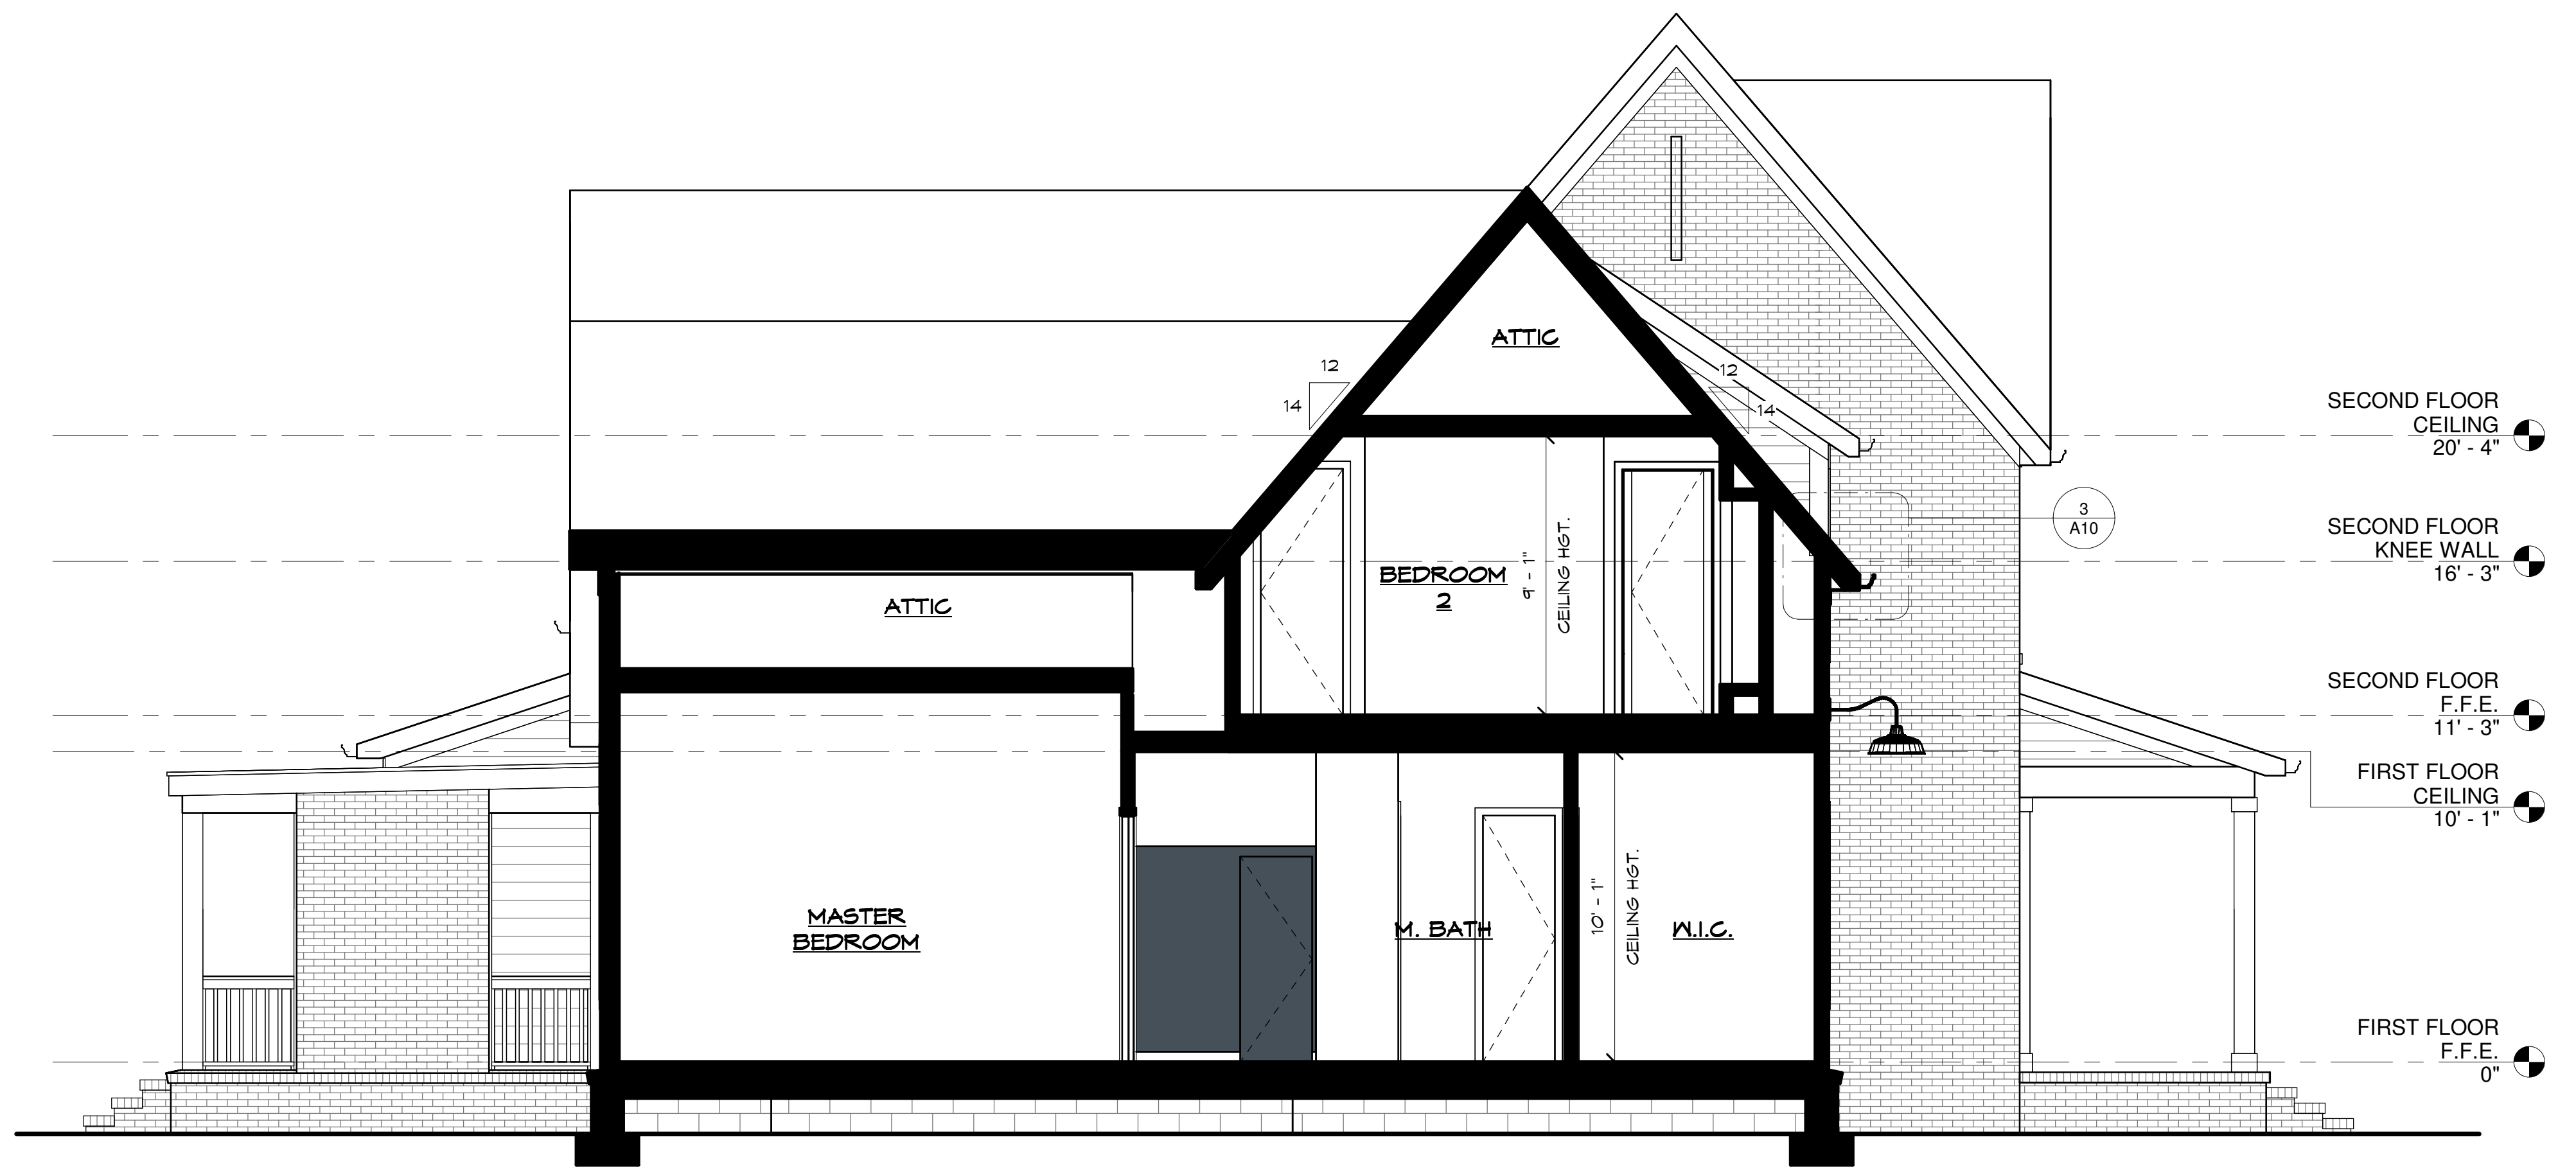 ATTIC
12
14
12
14
SECOND FLOOR
CEILING
20' - 4"
3
A10
SECOND FLOOR
KNEE WALL
16' - 3"
BEDROOM
2
9' - 1"
CEILING HGT.
ATTIC
SECOND FLOOR
F.F.E.
11' - 3"
FIRST FLOOR
CEILING
10' - 1"
MASTER
BEDROOM
M. BATH
10' - 1"
CEILING HGT.
W.I.C.
FIRST FLOOR
F.F.E.
0"